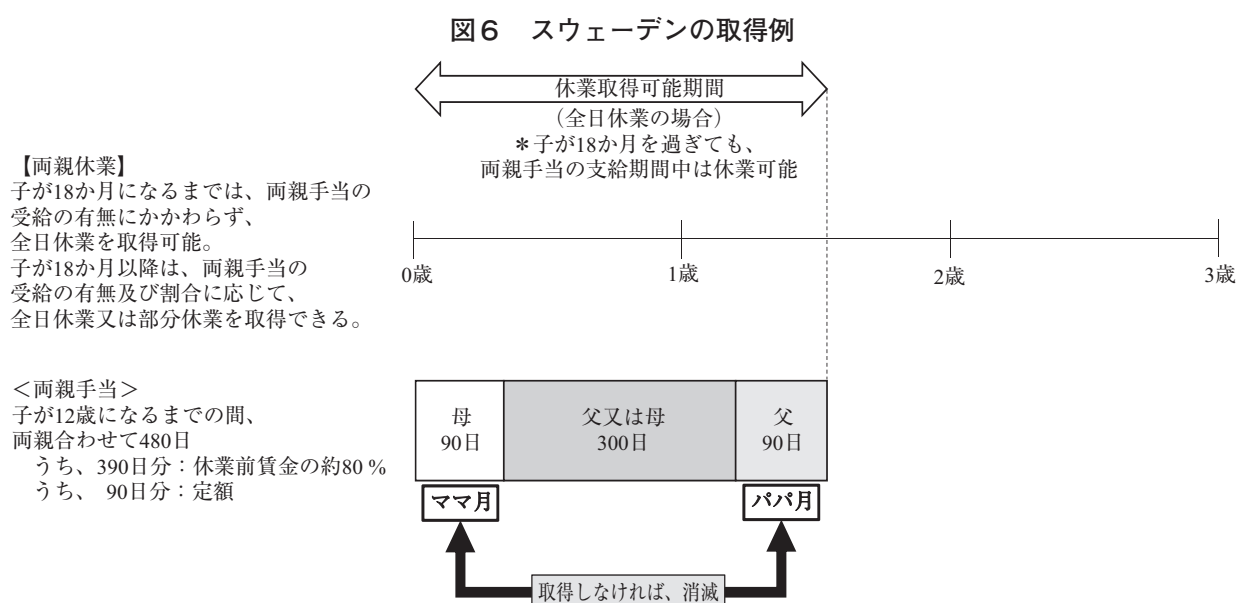 図6 スウェーデンの取得例
休業取得可能期間
(全日休業の場合)
*子が18か月を過ぎても、
両親手当の支給期間中は休業可能
【両親休業】
子が18か月になるまでは、両親手当の
受給の有無にかかわらず、
全日休業を取得可能。
子が18か月以降は、両親手当の
受給の有無及び割合に応じて、
全日休業又は部分休業を取得できる。
0歳 1歳 2歳 3歳
<両親手当>
子が12歳になるまでの間、
両親合わせて480日
うち、390日分:休業前賃金の約80%
うち、 90日分:定額
母
90日
父又は母
300日
父
90日
ママ月
パパ月
取得しなければ、消滅